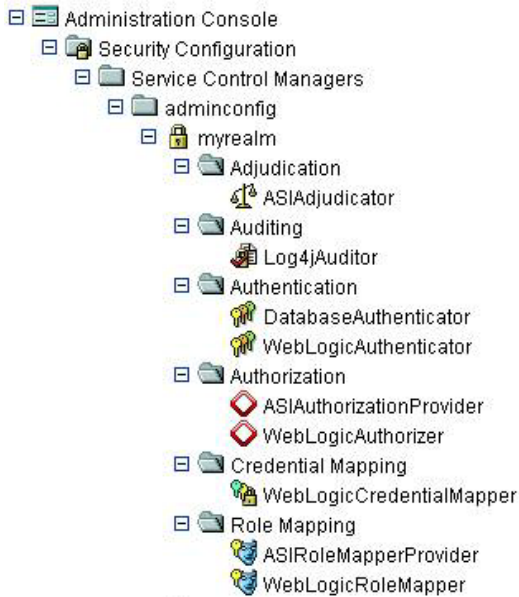 Administration Console
Security Configuration
Service Control Managers
adminconfig
myrealm
Adjudication
ASIAdjudicator
Auditing
Log4jAuditor
Authentication
DatabaseAuthenticator
WebLogicAuthenticator
Authorization
ASIAuthorizationProvider
WebLogicAuthorizer
Credential Mapping
WebLogicCredentialMapper
Role Mapping
ASIRoleMapperProvider
WebLogicRoleMapper